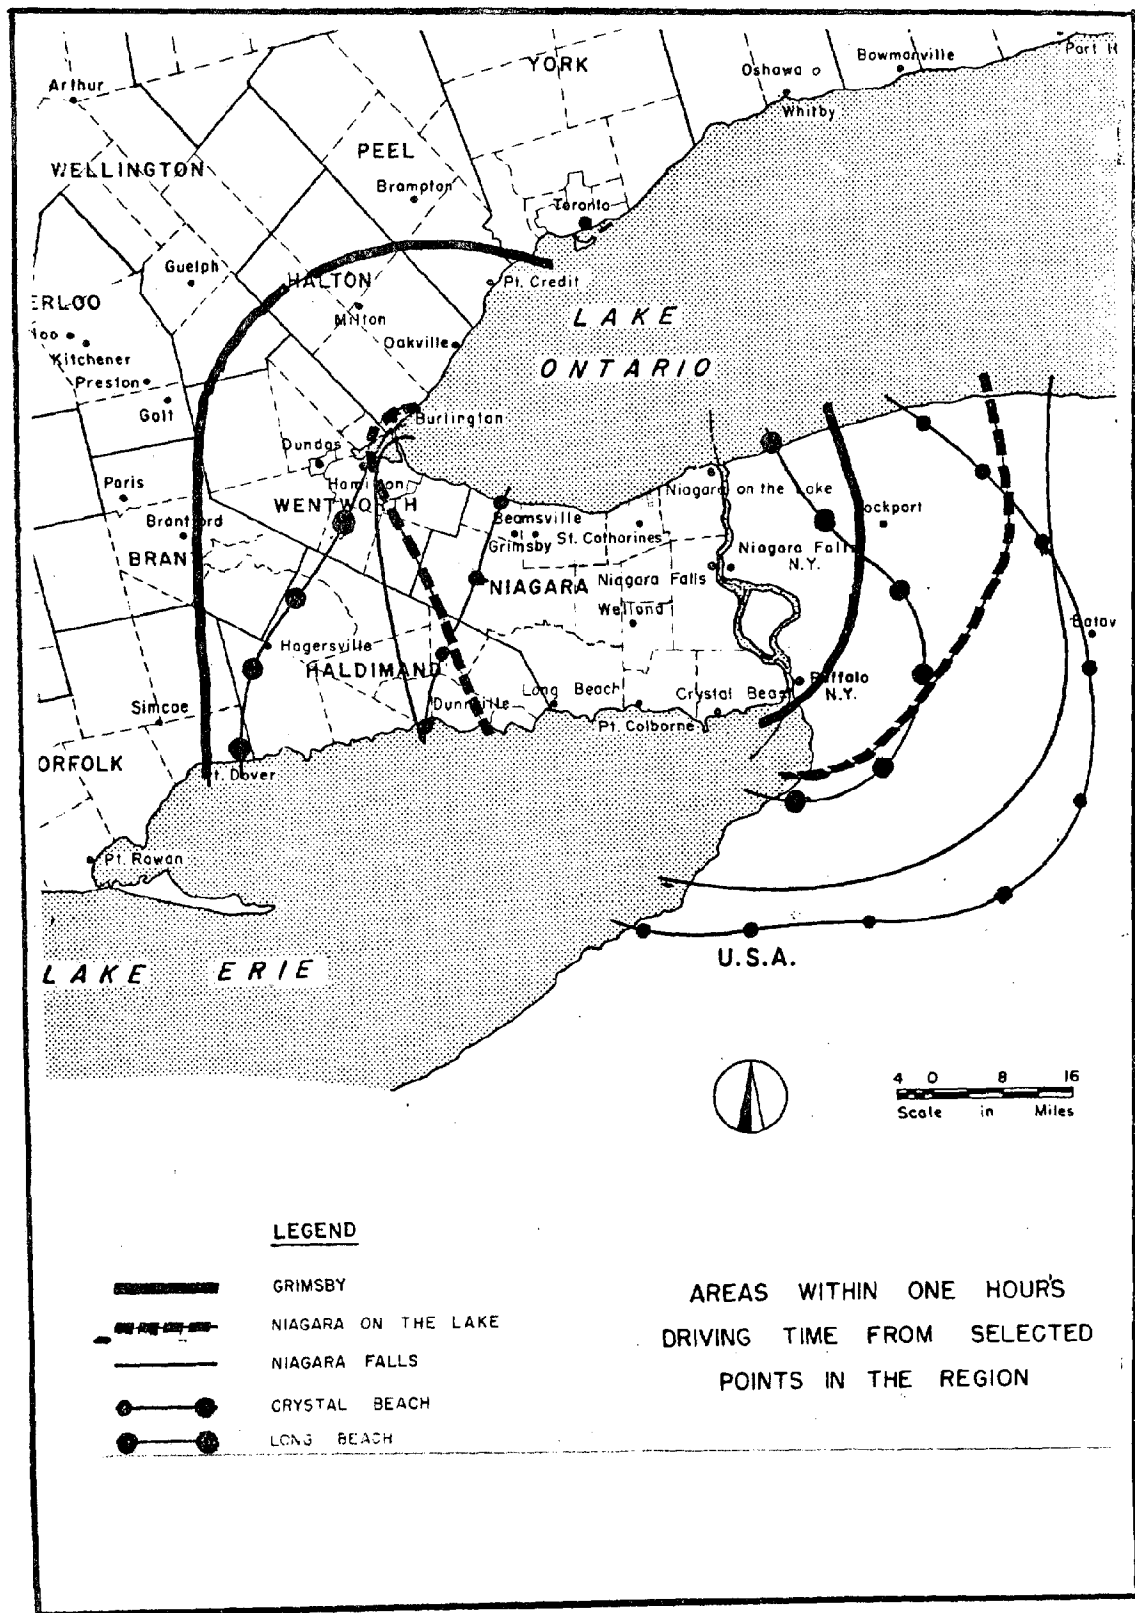 YORK
Bowmanville
Port H
Oshawa
Whitby
Arthur
PEEL
WELLINGTON
Brampton
Toronto
Guelph
HALTON
Pt. Credit
ERLOO
Milton
LAKE
ONTARIO
loo
Kitchener
Oakville
Preston
Galt
Burlington
Dundas
Hamilton
Paris
WENTWORTH
Niagara on the Lake
Beamsville
ockport
Brantford
Grimsby
St. Catharines
BRANT
Niagara Falls
N.Y.
NIAGARA
Niagara Falls
Welland
Batav
Hagersville
HALDIMAND
Long Beach
Crystal Beach
Buffalo
N.Y.
Simcoe
Dunnville
Pt. Colborne
ORFOLK
Pt. Dover
Pt. Rowan
LAKE ERIE
U.S.A.
4 0 8 16
Scale in Miles
LEGEND
GRIMSBY
NIAGARA ON THE LAKE
NIAGARA FALLS
CRYSTAL BEACH
LONG BEACH
AREAS WITHIN ONE HOUR'S
DRIVING TIME FROM SELECTED
POINTS IN THE REGION